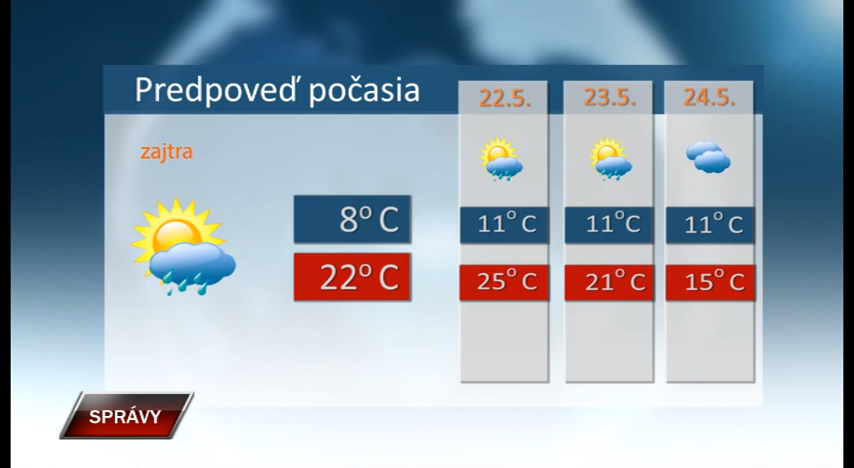 Predpoveď počasia
zajtra
8° C
22° C
22.5. 23.5. 24.5.
11° C 11°C 11° C
25° C 21° C 15° C
SPRÁVY